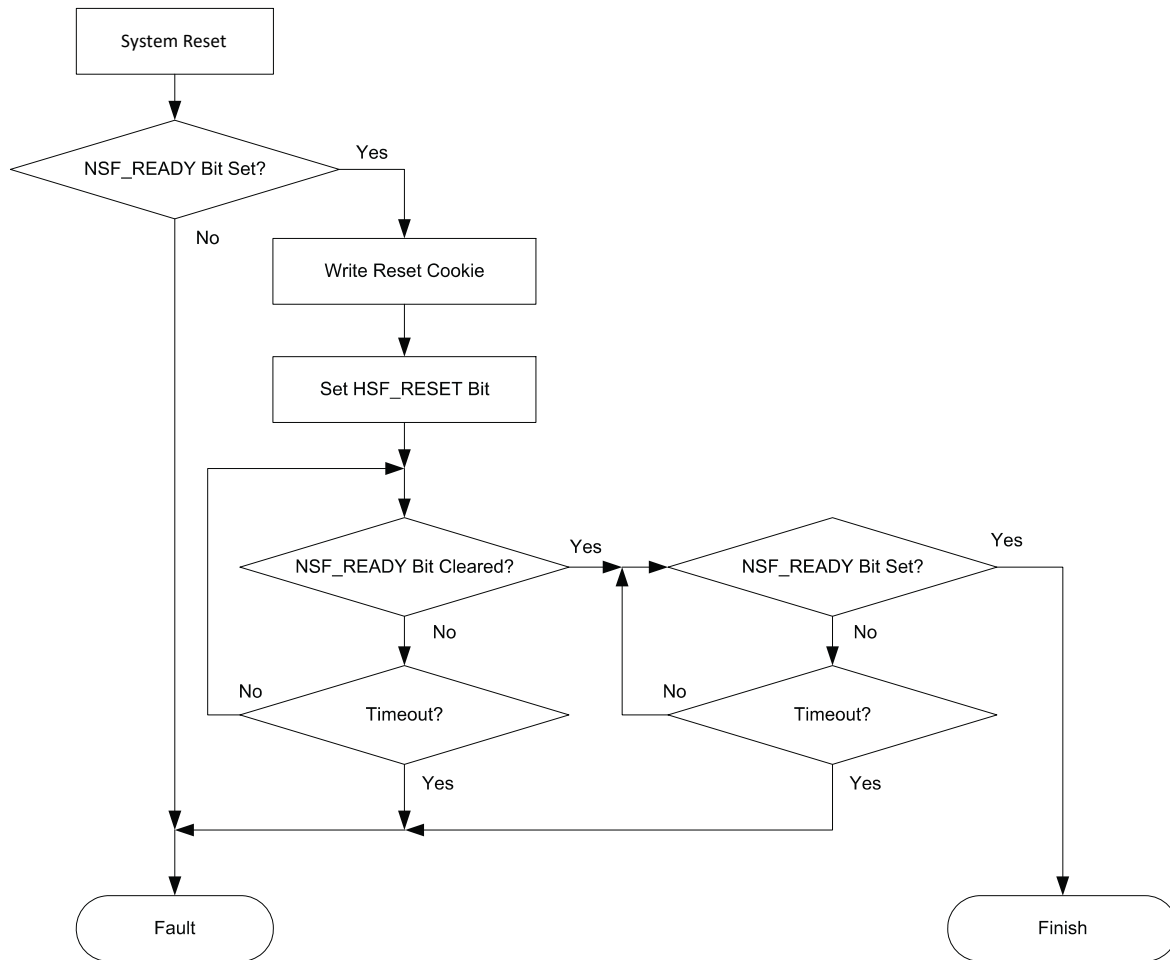 System Reset
NSF_READY Bit Set?
Yes
No
Write Reset Cookie
Set HSF_RESET Bit
NSF_READY Bit Cleared?
Yes
NSF_READY Bit Set?
Yes
No
No
No
Timeout?
No
Timeout?
Yes
Yes
Fault
Finish